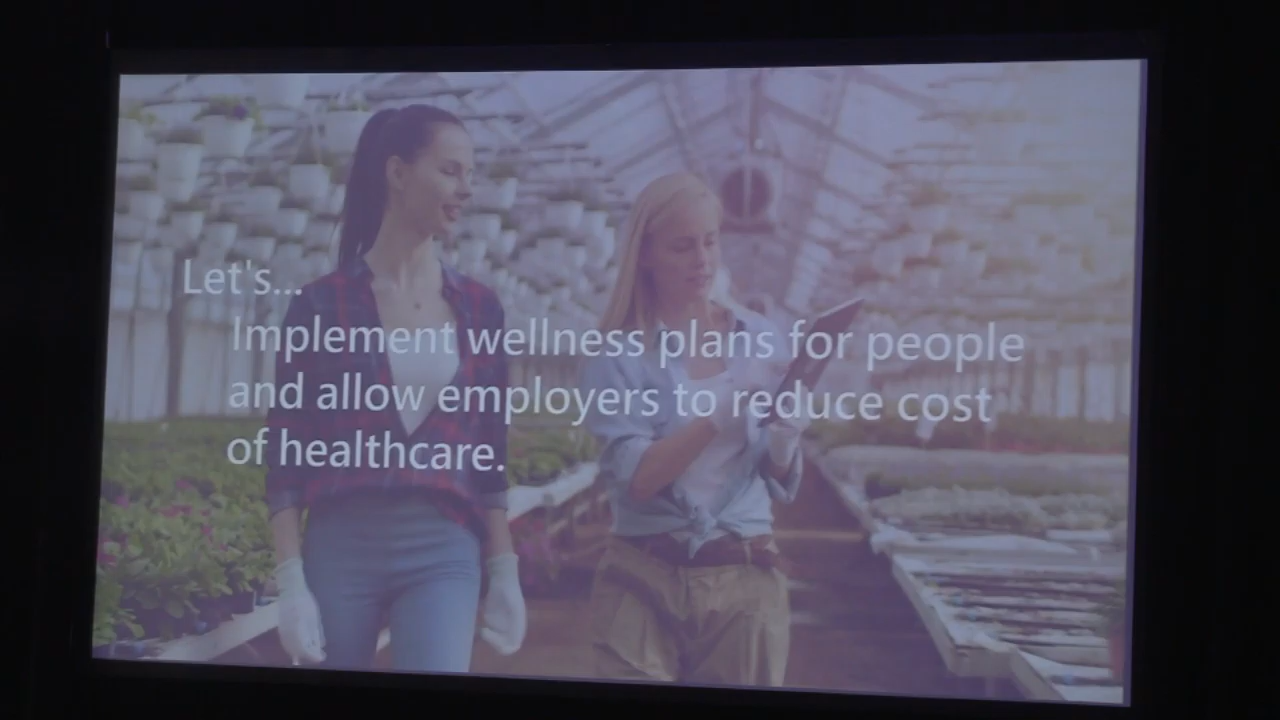 Let's...
Implement wellness plans for people
and allow employers to reduce cost
of healthcare.